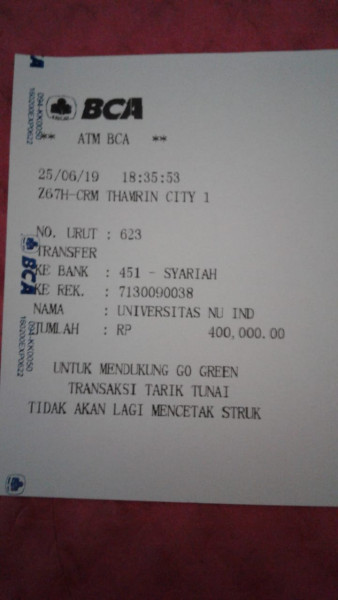 BCA
** ATM BCA **
25/06/19 18:35:53
Z67H-CRM THAMRIN CITY 1
NO. URUT : 623
TRANSFER
KE BANK : 451 - SYARIAH
KE REK. : 7130090038
NAMA : UNIVERSITAS NU IND
JUMLAH : RP 400,000.00
UNTUK MENDUKUNG GO GREEN
TRANSAKSI TARIK TUNAI
TIDAK AKAN LAGI MENCETAK STRUK
BCA